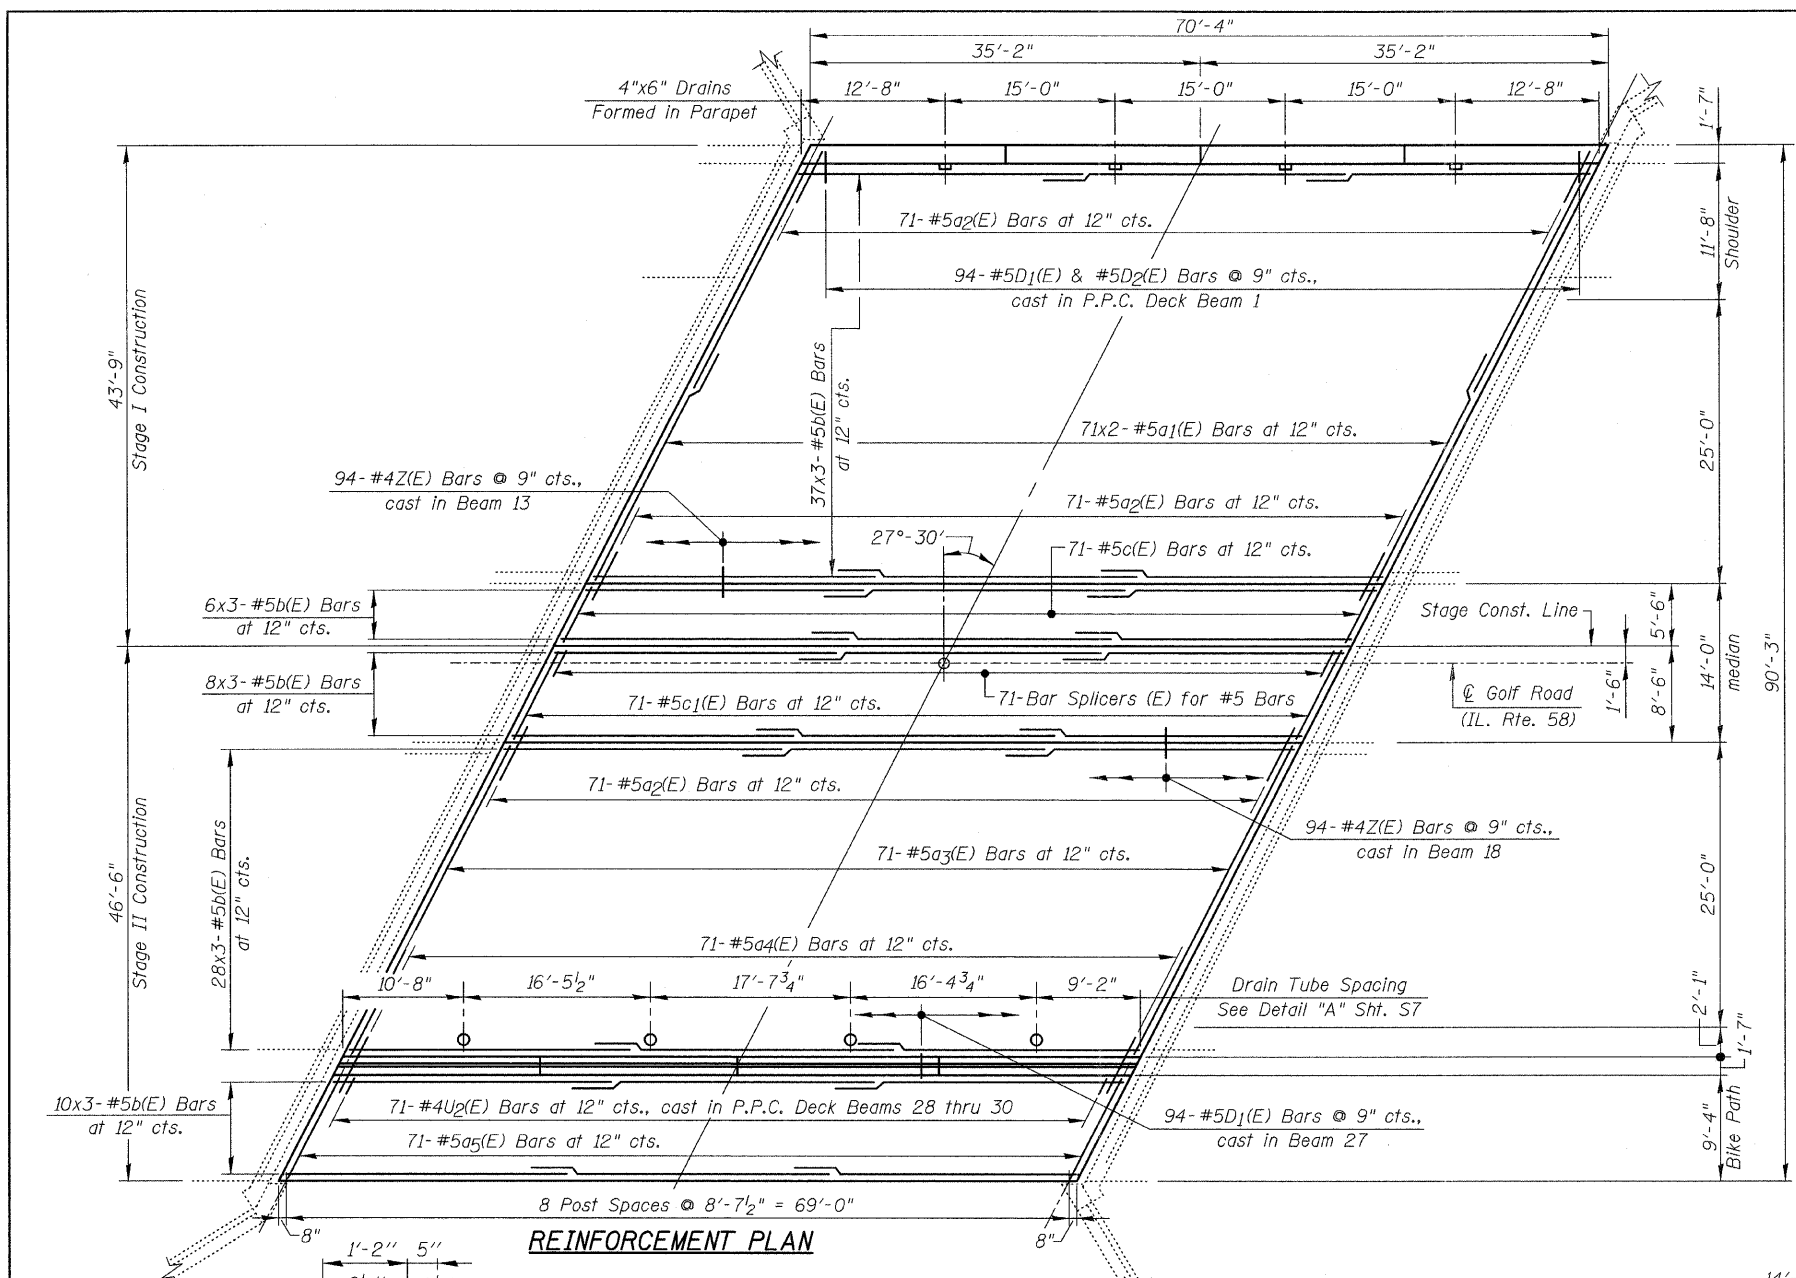 70'-4"
35'-2"
35'-2"
4"x6" Drains
Formed in Parapet
12'-8"
15'-0"
15'-0"
15'-0"
12'-8"
1'-7"
71-#5a2(E) Bars at 12" cts.
11'-8"
Shoulder
94-#5D1(E) & #5D2(E) Bars @ 9" cts.,
cast in P.P.C. Deck Beam 1
43'-9"
Stage I Construction
37x3-#5b(E) Bars
at 12" cts.
25'-0"
71x2-#5a1(E) Bars at 12" cts.
94-#4Z(E) Bars @ 9" cts.,
cast in Beam 13
71-#5a2(E) Bars at 12" cts.
27°-30'
71-#5c(E) Bars at 12" cts.
6x3-#5b(E) Bars
at 12" cts.
Stage Const. Line
5'-6"
14'-0"
median
90'-3"
8x3-#5b(E) Bars
at 12" cts.
71-#5c1(E) Bars at 12" cts.
71-Bar Splicers (E) for #5 Bars
℄ Golf Road
(IL. Rte. 58)
1'-6"
8'-6"
46'-6"
Stage II Construction
28x3-#5b(E) Bars
at 12" cts.
71-#5a2(E) Bars at 12" cts.
94-#4Z(E) Bars @ 9" cts.,
cast in Beam 18
71-#5a3(E) Bars at 12" cts.
25'-0"
71-#5a4(E) Bars at 12" cts.
10'-8"
16'-5½"
17'-7¾"
16'-4¾"
9'-2"
Drain Tube Spacing
See Detail "A" Sht. S7
2'-1"
1'-7"
10x3-#5b(E) Bars
at 12" cts.
71-#4U2(E) Bars at 12" cts., cast in P.P.C. Deck Beams 28 thru 30
94-#5D1(E) Bars @ 9" cts.,
cast in Beam 27
71-#5a5(E) Bars at 12" cts.
9'-4"
Bike Path
8 Post Spaces @ 8'-7½" = 69'-0"
8"
8"
REINFORCEMENT PLAN
1'-2"
5"
14'